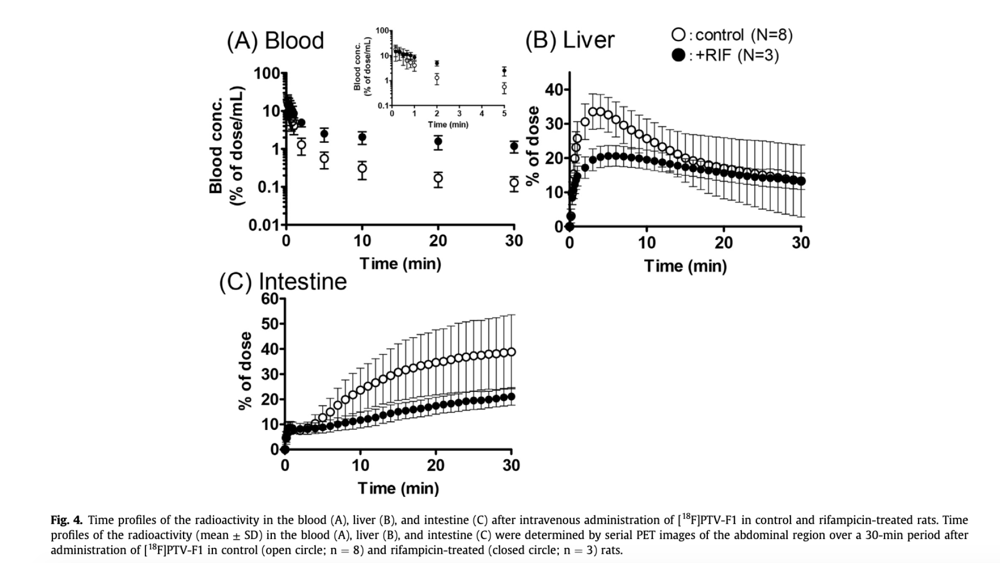 (A) Blood
100
10
1
0.1
0.01
Blood conc.
(% of dose/mL)
0
10
20
30
Time (min)
100
10
1
0.1
Blood conc.
(% of dose/mL)
0
1
2
3
4
5
Time (min)
(B) Liver
: control (N=8)
: +RIF (N=3)
40
30
20
10
0
% of dose
0
10
20
30
Time (min)
(C) Intestine
60
50
40
30
20
10
0
% of dose
0
10
20
30
Time (min)
Fig. 4. Time profiles of the radioactivity in the blood (A), liver (B), and intestine (C) after intravenous administration of [¹⁸F]PTV-F1 in control and rifampicin-treated rats. Time
profiles of the radioactivity (mean ± SD) in the blood (A), liver (B), and intestine (C) were determined by serial PET images of the abdominal region over a 30-min period after
administration of [¹⁸F]PTV-F1 in control (open circle; n = 8) and rifampicin-treated (closed circle; n = 3) rats.